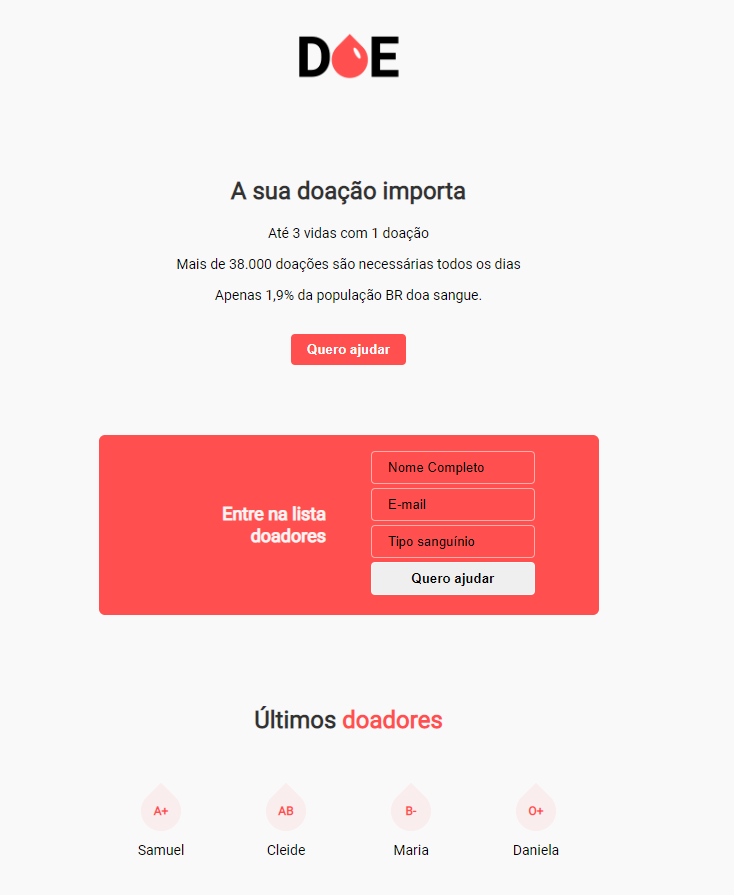 DOE
A sua doação importa
Até 3 vidas com 1 doação
Mais de 38.000 doações são necessárias todos os dias
Apenas 1,9% da população BR doa sangue.
Quero ajudar
Entre na lista
doadores
Nome Completo
E-mail
Tipo sanguínio
Quero ajudar
Últimos doadores
A+ AB B- O+
Samuel Cleide Maria Daniela